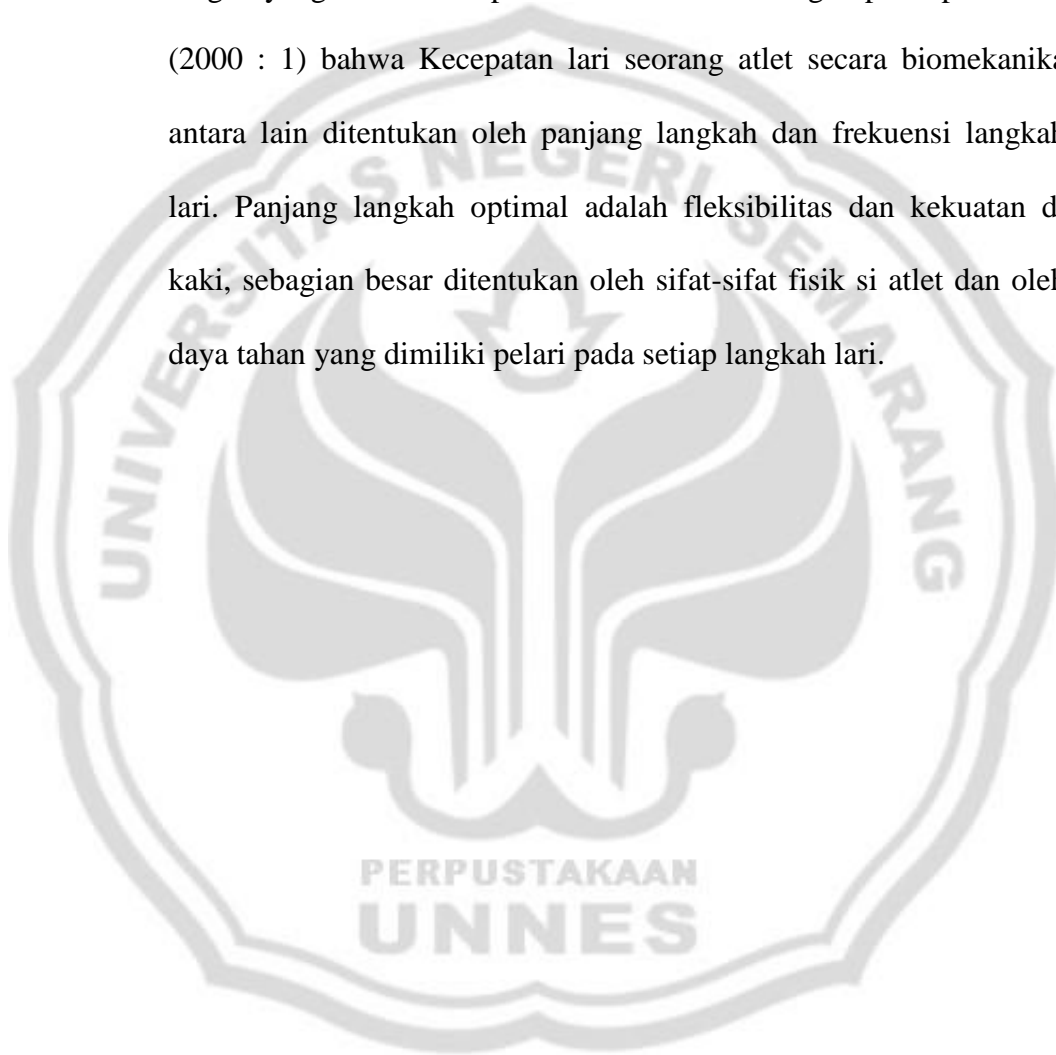 (2000 : 1) bahwa Kecepatan lari seorang atlet secara biomekanika
antara lain ditentukan oleh panjang langkah dan frekuensi langkah
lari. Panjang langkah optimal adalah fleksibilitas dan kekuatan d
kaki, sebagian besar ditentukan oleh sifat-sifat fisik si atlet dan oleh
daya tahan yang dimiliki pelari pada setiap langkah lari.
UNIVERSITAS NEGERI SEMARANG
PERPUSTAKAAN
UNNES